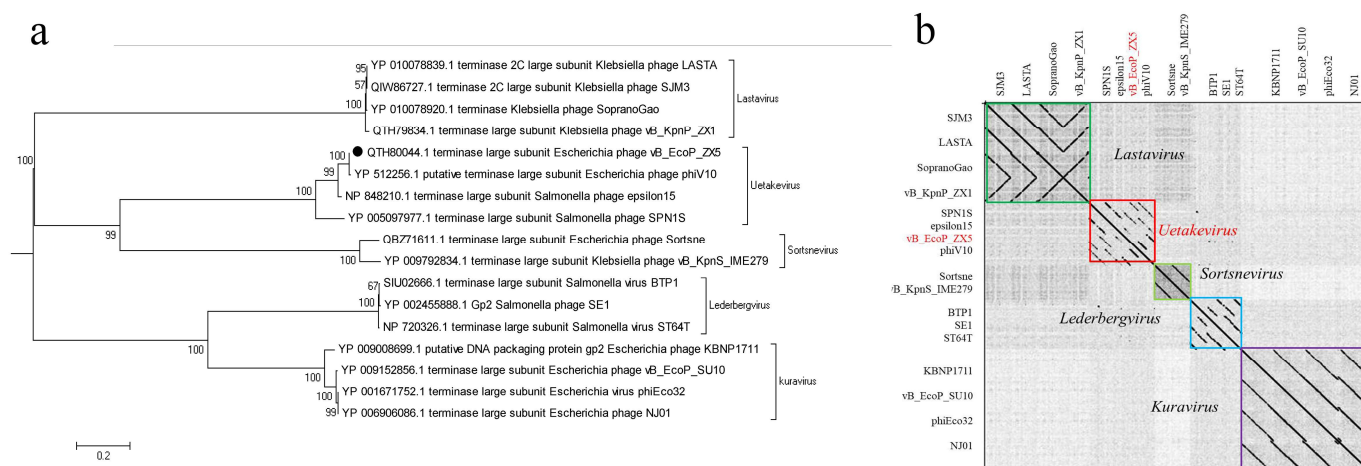 a
YP 010078839.1 terminase 2C large subunit Klebsiella phage LASTA
QIW86727.1 terminase 2C large subunit Klebsiella phage SJM3
YP 010078920.1 terminase Klebsiella phage SopranoGao
QTH79834.1 terminase large subunit Klebsiella phage vB_KpnP_ZX1
QTH80044.1 terminase large subunit Escherichia phage vB_EcoP_ZX5
YP 512256.1 putative terminase large subunit Escherichia phage phiV10
NP 848210.1 terminase large subunit Salmonella phage epsilon15
YP 005097977.1 terminase large subunit Salmonella phage SPN1S
QBZ71611.1 terminase large subunit Escherichia phage Sortsne
YP 009792834.1 terminase large subunit Klebsiella phage vB_KpnS_IME279
SIU02666.1 terminase large subunit Salmonella virus BTP1
YP 002455888.1 Gp2 Salmonella phage SE1
NP 720326.1 terminase large subunit Salmonella virus ST64T
YP 009008699.1 putative DNA packaging protein gp2 Escherichia phage KBNP1711
YP 009152856.1 terminase large subunit Escherichia phage vB_EcoP_SU10
YP 001671752.1 terminase large subunit Escherichia virus phiEco32
YP 006906086.1 terminase large subunit Escherichia phage NJ01
Lastavirus
Uetakevirus
Sortsnevirus
Lederbergvirus
kuravirus
95
57
100
100
100
99
100
99
100
67
100
100
100
100
99
0.2
b
SJM3
LASTA
SopranoGao
vB_KpnP_ZX1
SPN1S
epsilon15
vB_EcoP_ZX5
phiV10
Sortsne
vB_KpnS_IME279
BTP1
SE1
ST64T
KBNP1711
vB_EcoP_SU10
phiEco32
NJ01
SJM3
LASTA
SopranoGao
vB_KpnP_ZX1
SPN1S
epsilon15
vB_EcoP_ZX5
phiV10
Sortsne
vB_KpnS_IME279
BTP1
SE1
ST64T
KBNP1711
vB_EcoP_SU10
phiEco32
NJ01
Lastavirus
Uetakevirus
Sortsnevirus
Lederbergvirus
Kuravirus